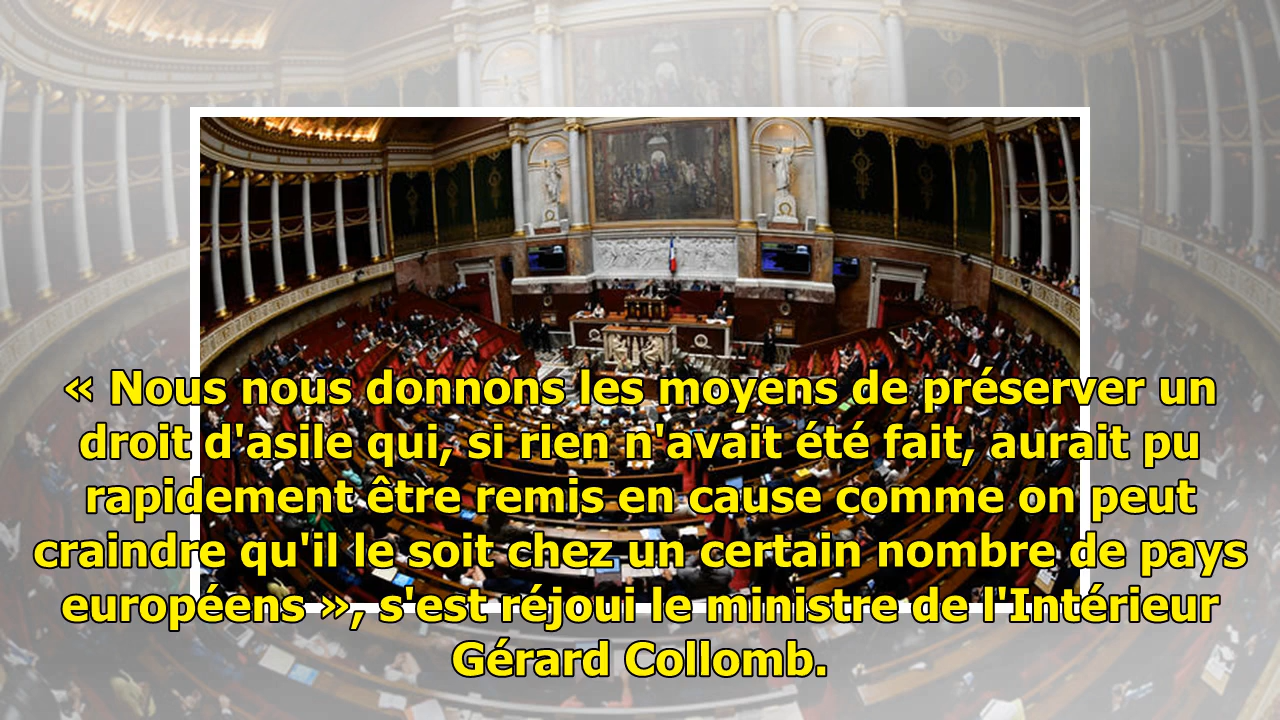 « Nous nous donnons les moyens de préserver un
droit d'asile qui, si rien n'avait été fait, aurait pu
rapidement être remis en cause comme on peut
craindre qu'il le soit chez un certain nombre de pays
européens », s'est réjoui le ministre de l'Intérieur
Gérard Collomb.